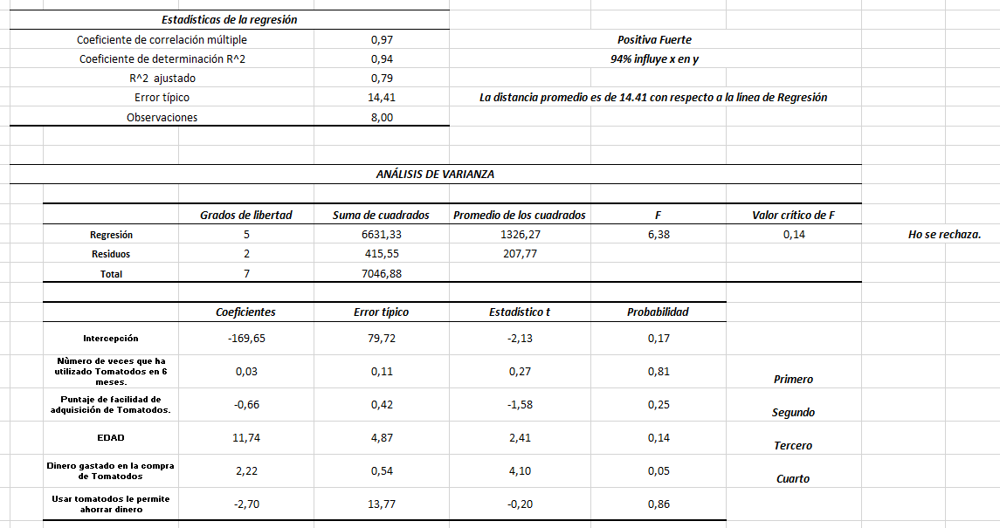 Estadísticas de la regresión
Coeficiente de correlación múltiple 0,97 Positiva Fuerte
Coeficiente de determinación R^2 0,94 94% influye x en y
R^2 ajustado 0,79
Error típico 14,41 La distancia promedio es de 14.41 con respecto a la línea de Regresión
Observaciones 8,00
ANÁLISIS DE VARIANZA
Grados de libertad Suma de cuadrados Promedio de los cuadrados F Valor crítico de F
Regresión 5 6631,33 1326,27 6,38 0,14 Ho se rechaza.
Residuos 2 415,55 207,77
Total 7 7046,88
Coeficientes Error típico Estadístico t Probabilidad
Intercepción -169,65 79,72 -2,13 0,17
Nùmero de veces que ha
utilizado Tomatodos en 6
meses.
0,03 0,11 0,27 0,81 Primero
Puntaje de facilidad de
adquisición de Tomatodos.
-0,66 0,42 -1,58 0,25 Segundo
EDAD 11,74 4,87 2,41 0,14 Tercero
Dinero gastado en la compra
de Tomatodos
2,22 0,54 4,10 0,05 Cuarto
Usar tomatodos le permite
ahorrar dinero
-2,70 13,77 -0,20 0,86